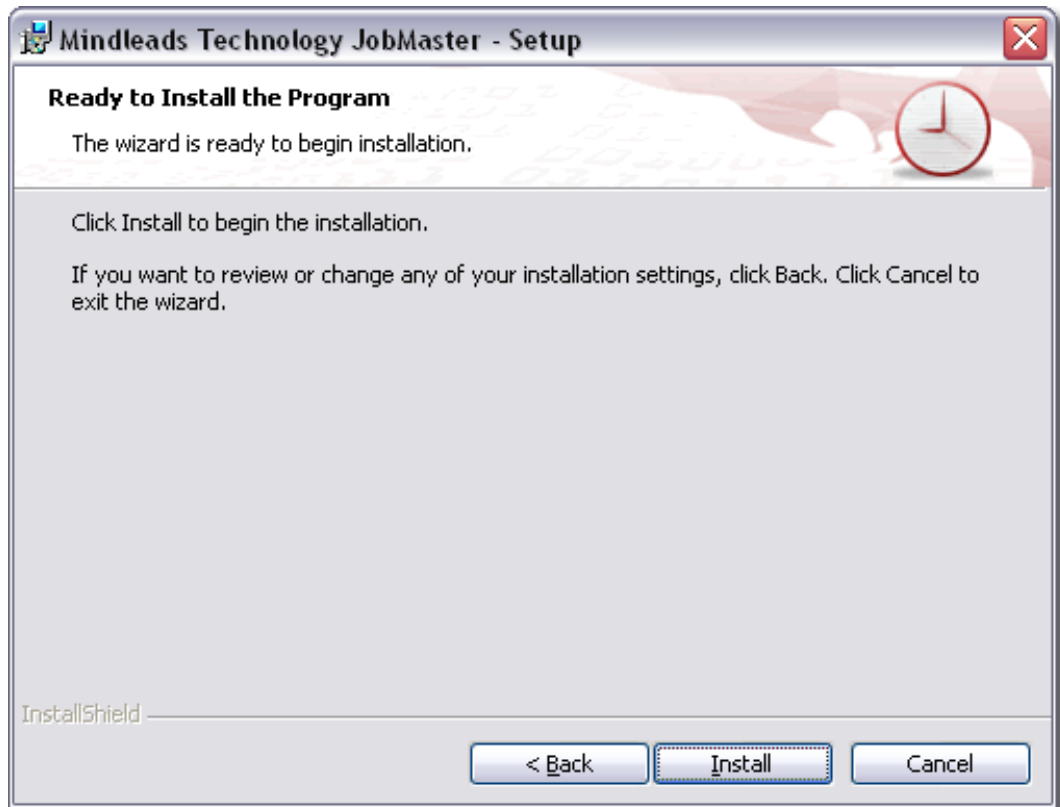 Mindleads Technology JobMaster - Setup
Ready to Install the Program
The wizard is ready to begin installation.
Click Install to begin the installation.
If you want to review or change any of your installation settings, click Back. Click Cancel to
exit the wizard.
InstallShield
< Back
Install
Cancel